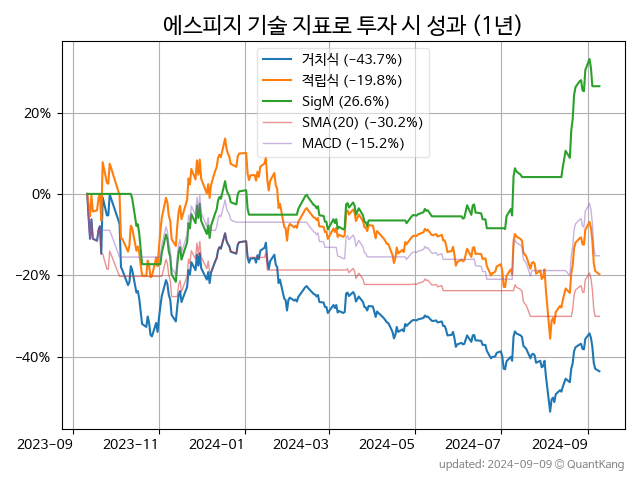 에스피지 기술 지표로 투자 시 성과 (1년)
거치식 (−43.7%)
적립식 (−19.8%)
SigM (26.6%)
SMA(20) (−30.2%)
MACD (−15.2%)
20%
0%
−20%
−40%
2023-09
2023-11
2024-01
2024-03
2024-05
2024-07
2024-09
updated: 2024-09-09 © QuantKang